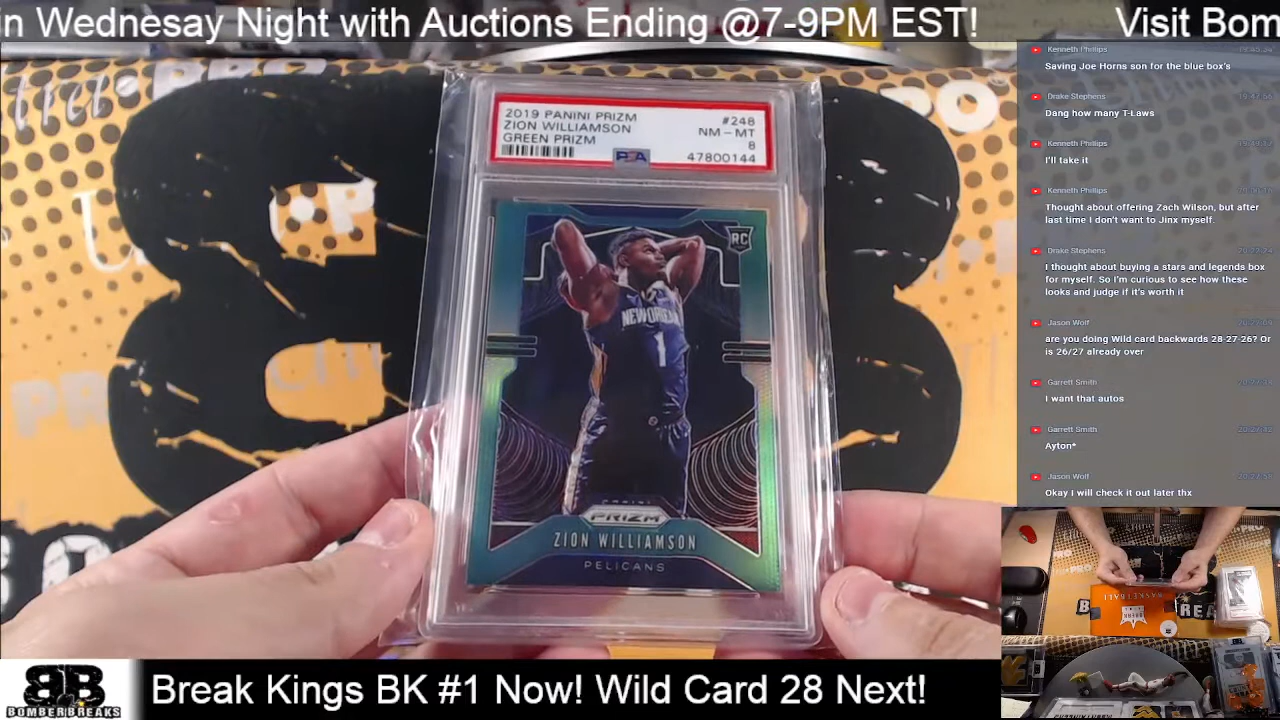 in Wednesay Night with Auctions Ending @7-9PM EST!
Visit Bom
2019 PANINI PRIZM #248
ZION WILLIAMSON NM-MT
GREEN PRIZM 8
PSA 47800144
RC
NEW ORLEANS
1
PANINI
PRIZM
ZION WILLIAMSON
PELICANS
Kenneth Phillips
Saving Joe Horns son for the blue box's
Drake Stephens
Dang how many T-Laws
Kenneth Phillips
I'll take it
Kenneth Phillips
Thought about offering Zach Wilson, but after
last time I don't want to Jinx myself.
Drake Stephens
I thought about buying a stars and legends box
for myself. So I'm curious to see how these
looks and judge if it's worth it
Jason Wolf
are you doing Wild card backwards 28 27 26? Or
is 26/27 already over
Garrett Smith
I want that autos
Garrett Smith
Ayton*
Jason Wolf
Okay I will check it out later thx
BASKETBALL
BB
BOMBERBREAKS
Break Kings BK #1 Now! Wild Card 28 Next!